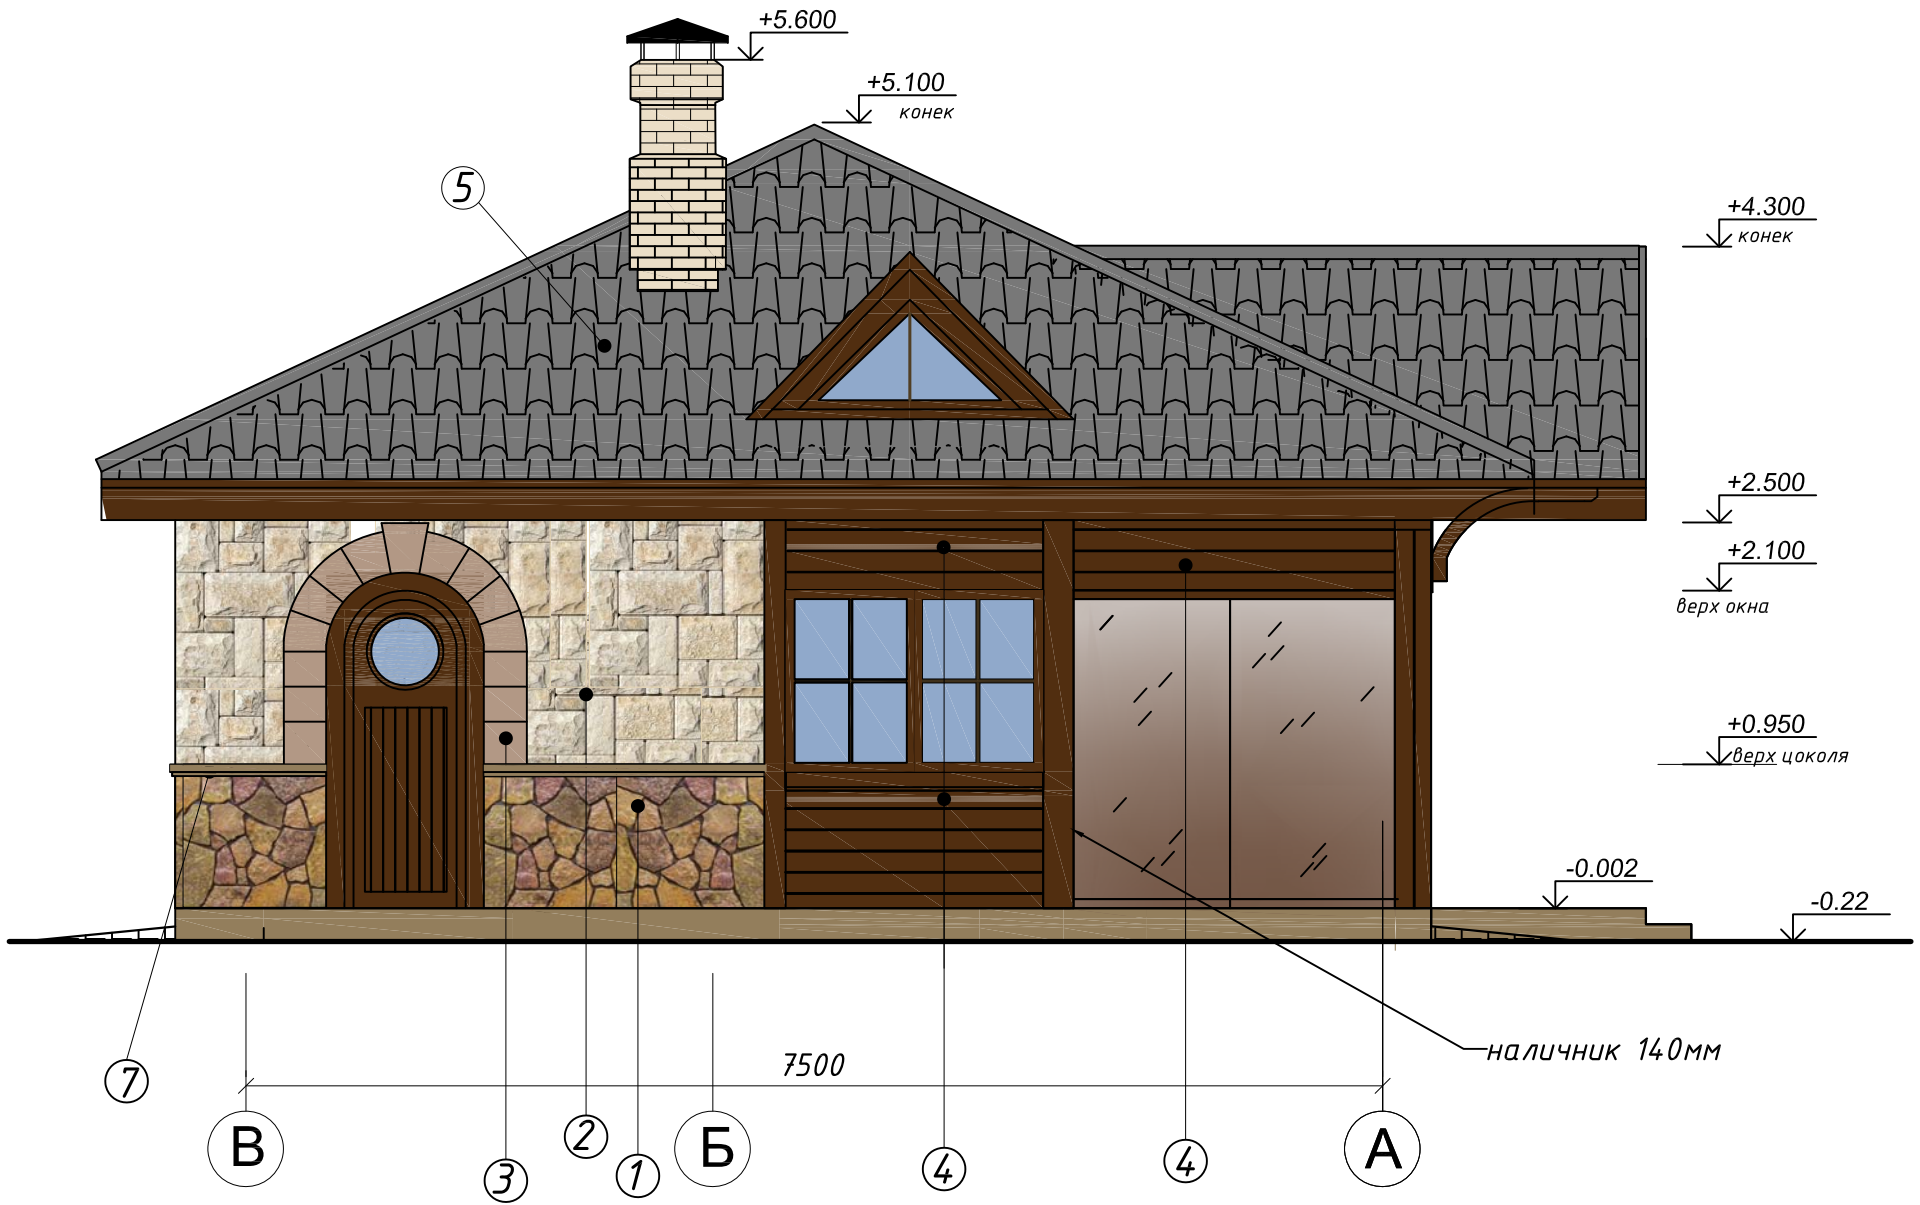 +5.600
+5.100
конек
5
+4.300
конек
+2.500
+2.100
верх окна
+0.950
верх цоколя
-0.002
-0.22
наличник 140мм
7500
7
В
Б
А
2
3
1
4
4